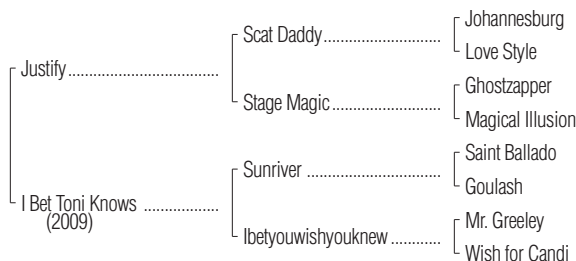 Johannesburg
Scat Daddy
Love Style
Justify
Ghostzapper
Stage Magic
Magical Illusion
Saint Ballado
Sunriver
Goulash
I Bet Toni Knows
(2009)
Mr. Greeley
Ibetyouwishyouknew
Wish for Candi